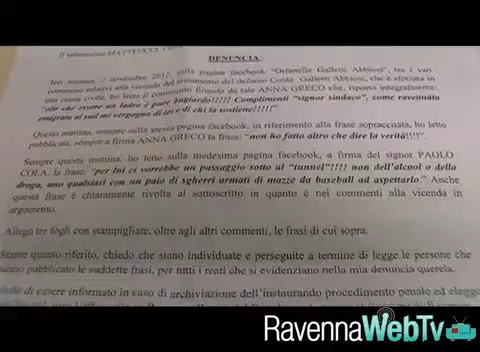 Il sottoscritto MATTEUCCI
DENUNCIA
Ieri mattina, novembre 2012, sulla pagina facebook "Orfanelle Galletti Abbiosi", tra i vari
commenti relativi alla vicenda del testamento del defunto Conte Galletti Abbiosi, che è sfociata in
una causa civile, ho letto il commento firmato da tale ANNA GRECO che, riporto integralmente:
"oltr che essere un ladro è pure bugiardo!!!!! Complimenti "signor sindaco", come ravennate
emigrata al sud mi vergogno di lei e di chi la sostiene!!!!"
Questa mattina, sempre sulla stessa pagina facebook, in riferimento alla frase sopraccitata, ho letto
pubblicata, sempre a firma ANNA GRECO la frase: "non ho fatto altro che dire la verità!!!!".
Sempre questa mattina, ho letto sulla medesima pagina facebook, a firma del signor PAOLO
COLA, la frase: "per lui ci vorrebbe un passaggio sotto al "tunnel"!!!! non dell'alcool o della
droga, uno qualsiasi con un paio di sgherri armati di mazze da baseball ad aspettarlo." Anche
questa frase è chiaramente rivolta al sottoscritto in quanto è nei commenti alla vicenda in
argomento.
Allego tre fogli con stampigliate, oltre agli altri commenti, le frasi di cui sopra.
Stante quanto riferito, chiedo che siano individuate e perseguite a termine di legge le persone che
hanno pubblicato le suddette frasi, per tutti i reati che si evidenziano nella mia denuncia querela.
di essere informato in caso di archiviazione dell'instaurando procedimento penale ed elegge
RavennaWebTv